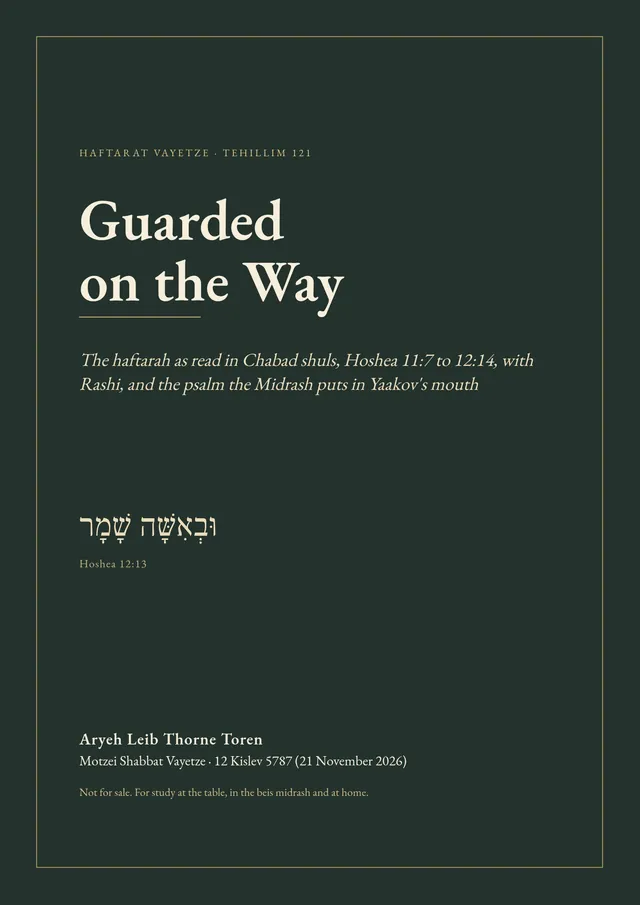 HAFTARAT VAYETZE · TEHILLIM 121
Guarded
on the Way
The haftarah as read in Chabad shuls, Hoshea 11:7 to 12:14, with
Rashi, and the psalm the Midrash puts in Yaakov's mouth
וּבְאִשָּׁה שָׁמָר
Hoshea 12:13
Aryeh Leib Thorne Toren
Motzei Shabbat Vayetze · 12 Kislev 5787 (21 November 2026)
Not for sale. For study at the table, in the beis midrash and at home.